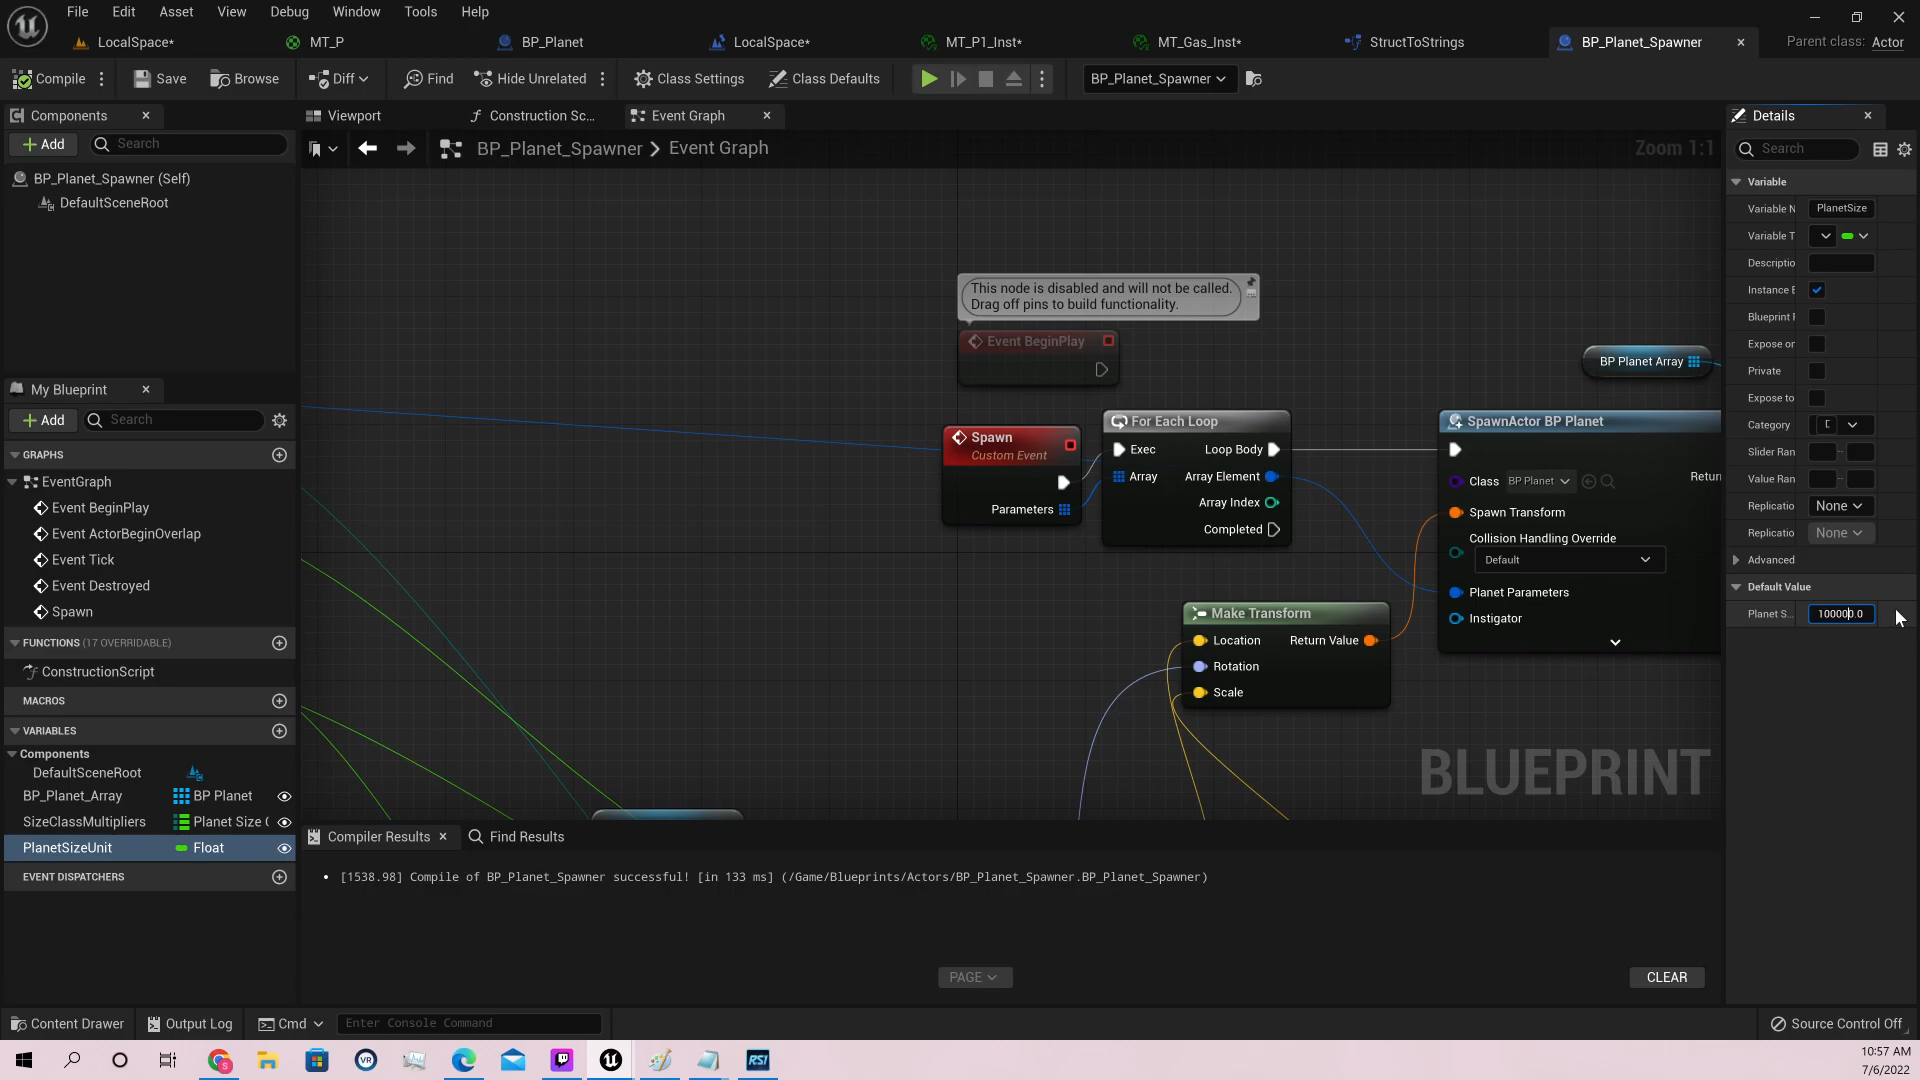 File Edit Asset View Debug Window Tools Help
LocalSpace* MT_P BP_Planet LocalSpace* MT_P1_Inst* MT_Gas_Inst* StructToStrings BP_Planet_Spawner Parent class: Actor
Compile Save Browse Diff Find Hide Unrelated Class Settings Class Defaults BP_Planet_Spawner
Components Viewport Construction Sc... Event Graph Details
Add Search BP_Planet_Spawner Event Graph Zoom 1:1 Search
BP_Planet_Spawner (Self)
DefaultSceneRoot
My Blueprint
Add Search
GRAPHS
EventGraph
Event BeginPlay
Event ActorBeginOverlap
Event Tick
Event Destroyed
Spawn
FUNCTIONS (17 OVERRIDABLE)
ConstructionScript
MACROS
VARIABLES
Components
DefaultSceneRoot
BP_Planet_Array BP Planet
SizeClassMultipliers Planet Size
PlanetSizeUnit Float
EVENT DISPATCHERS
This node is disabled and will not be called.
Drag off pins to build functionality.
Event BeginPlay
BP Planet Array
Spawn
Custom Event
Parameters
For Each Loop
Exec Loop Body
Array Array Element
Array Index
Completed
SpawnActor BP Planet
Class BP Planet Return
Spawn Transform
Collision Handling Override
Default
Planet Parameters
Instigator
Make Transform
Location Return Value
Rotation
Scale
BLUEPRINT
Variable
Variable N PlanetSize
Variable T
Descriptio
Instance E
Blueprint F
Expose or
Private
Expose to
Category
Slider Ran
Value Ran
Replicatio None
Replicatio None
Advanced
Default Value
Planet S... 100000.0
Compiler Results Find Results
[1538.98] Compile of BP_Planet_Spawner successful! [in 133 ms] (/Game/Blueprints/Actors/BP_Planet_Spawner.BP_Planet_Spawner)
PAGE CLEAR
Content Drawer Output Log Cmd Enter Console Command Source Control Off
VR RSI
10:57 AM
7/6/2022